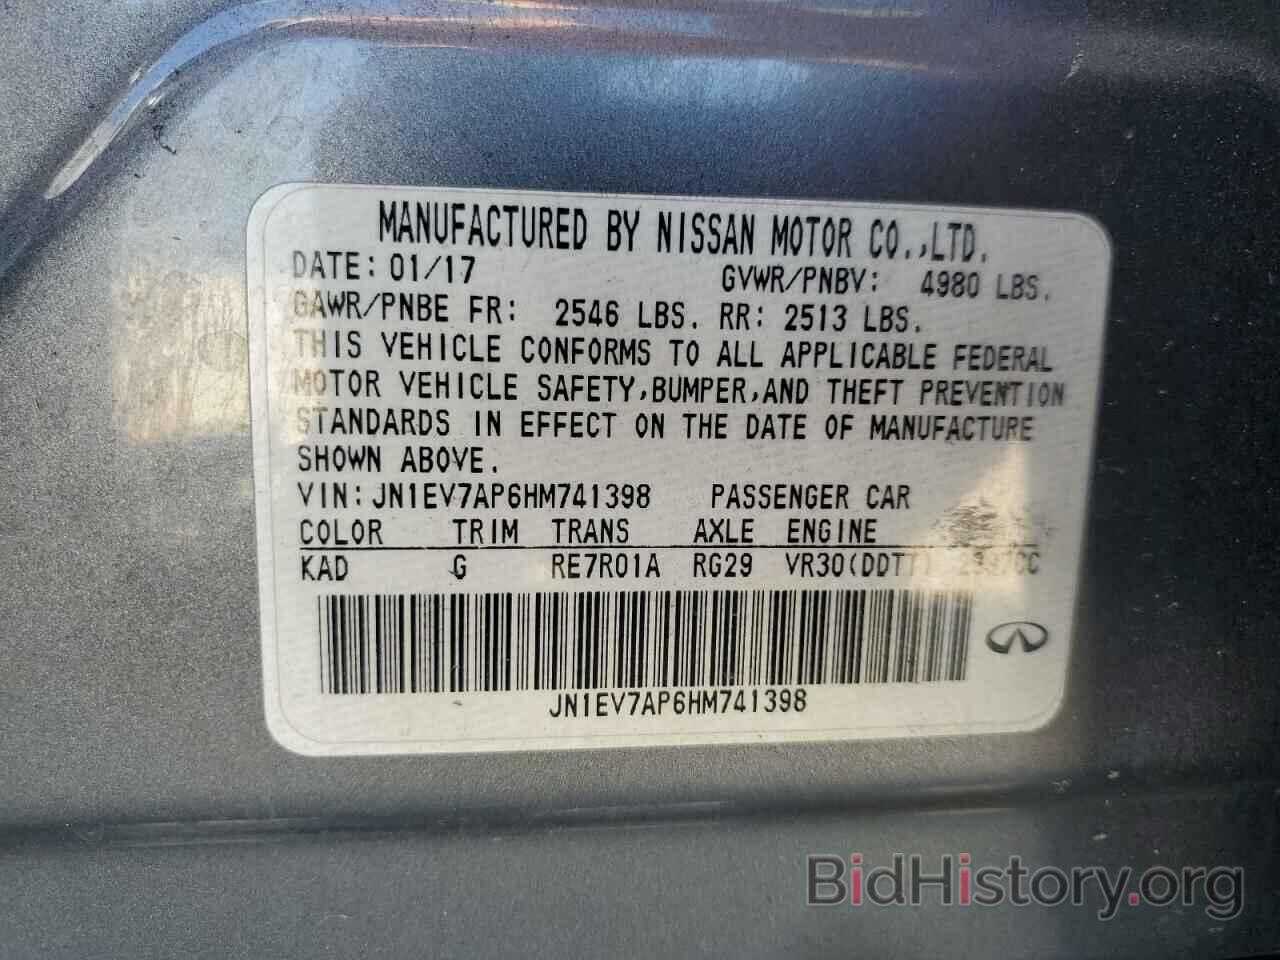 MANUFACTURED BY NISSAN MOTOR CO.,LTD.
DATE: 01/17 GVWR/PNBV: 4980 LBS.
GAWR/PNBE FR: 2546 LBS. RR: 2513 LBS.
THIS VEHICLE CONFORMS TO ALL APPLICABLE FEDERAL
MOTOR VEHICLE SAFETY,BUMPER,AND THEFT PREVENTION
STANDARDS IN EFFECT ON THE DATE OF MANUFACTURE
SHOWN ABOVE.
VIN: JN1EV7AP6HM741398 PASSENGER CAR
COLOR TRIM TRANS AXLE ENGINE
KAD G RE7R01A RG29 VR30(DDTT) 2997CC
JN1EV7AP6HM741398
BidHistory.org